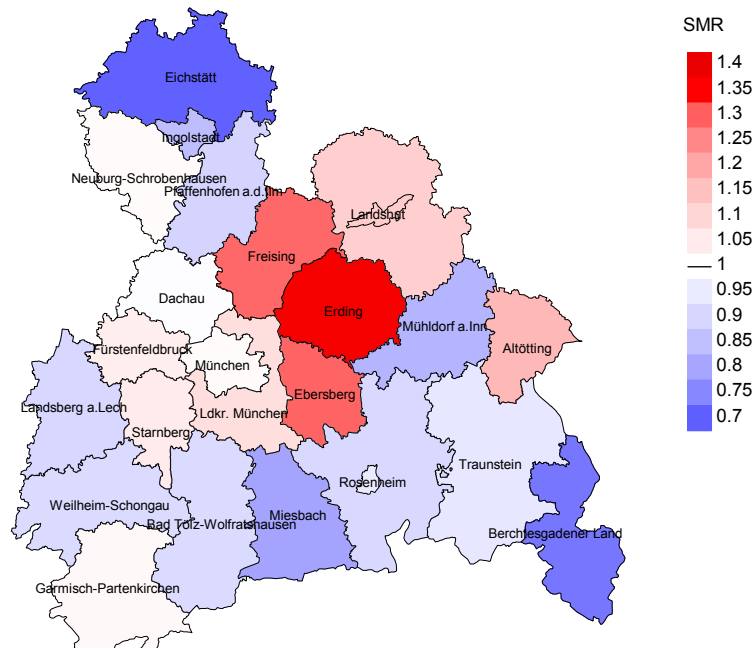 SMR
1.4
1.35
1.3
1.25
1.2
1.15
1.1
1.05
1
0.95
0.9
0.85
0.8
0.75
0.7
Eichstätt
Ingolstadt
Neuburg-Schrobenhausen
Pfaffenhofen a.d.Ilm
Landshut
Freising
Dachau
Erding
Mühldorf a.Inn
Altötting
Fürstenfeldbruck
München
Ebersberg
Landsberg a.Lech
Ldkr. München
Starnberg
Traunstein
Rosenheim
Weilheim-Schongau
Miesbach
Bad Tölz-Wolfratshausen
Berchtesgadener Land
Garmisch-Partenkirchen